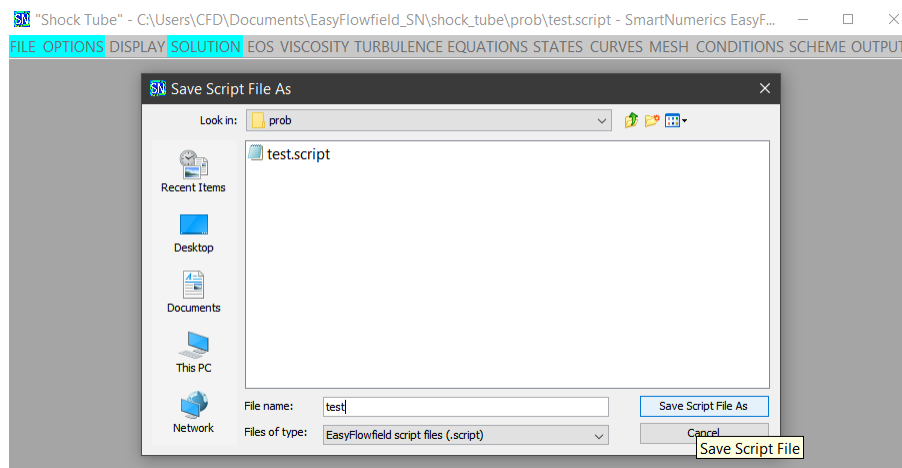 SN "Shock Tube" - C:\Users\CFD\Documents\EasyFlowfield_SN\shock_tube\prob\test.script - SmartNumerics EasyF...
FILE OPTIONS DISPLAY SOLUTION EOS VISCOSITY TURBULENCE EQUATIONS STATES CURVES MESH CONDITIONS SCHEME OUTPUT
SN Save Script File As
Look in: prob
test.script
Recent Items
Desktop
Documents
This PC
Network
File name: test Save Script File As
Files of type: EasyFlowfield script files (.script) Cancel
Save Script File